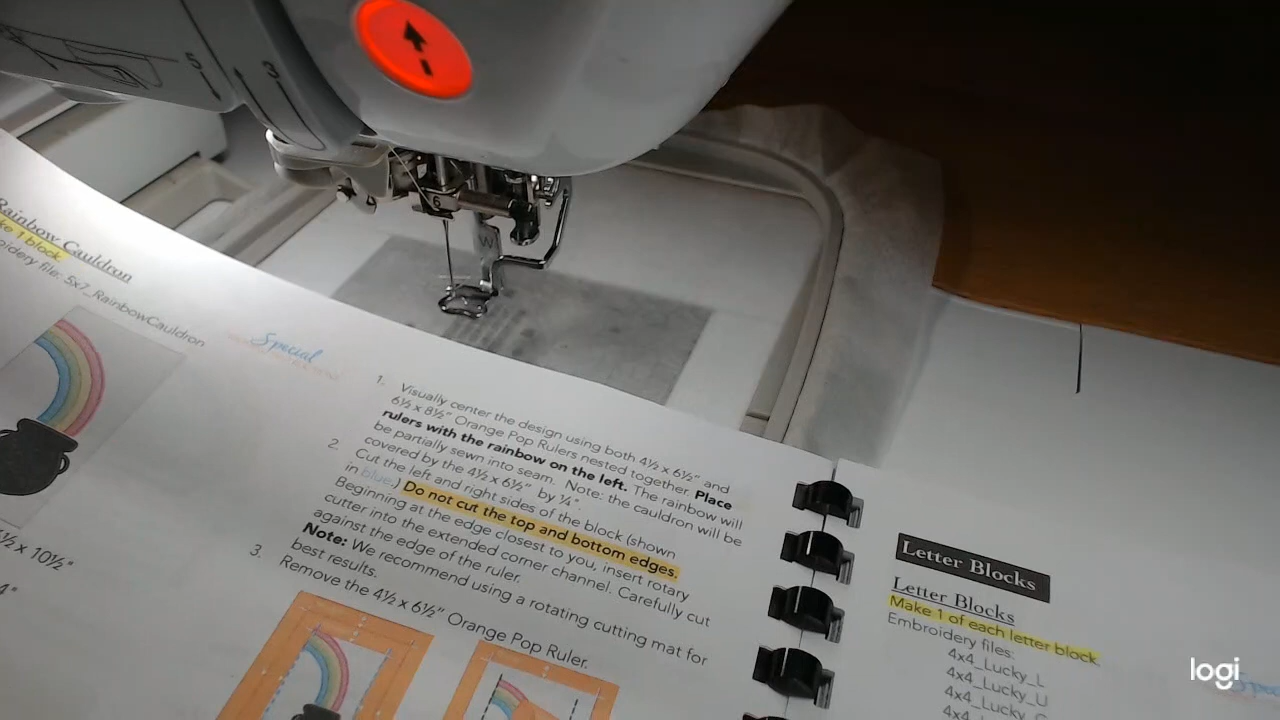 5
3
6
W
Rainbow Cauldron
ke 1 block.
oidery file: 5x7_RainbowCauldron
Special
½ x 10½"
4"
1. Visually center the design using both 4½ x 6½" and
6½ x 8½" Orange Pop Rulers nested together. Place
rulers with the rainbow on the left. The rainbow will
be partially sewn into seam. Note: the cauldron will be
covered by the 4½ x 6½" by ¼".
2. Cut the left and right sides of the block (shown
in blue.) Do not cut the top and bottom edges.
Beginning at the edge closest to you, insert rotary
cutter into the extended corner channel. Carefully cut
against the edge of the ruler.
Note: We recommend using a rotating cutting mat for
best results.
3. Remove the 4½ x 6½" Orange Pop Ruler.
Letter Blocks
Letter Blocks
Make 1 of each letter block.
Embroidery files:
4x4_Lucky_L
4x4_Lucky_U
4x4_Lucky_C
logi